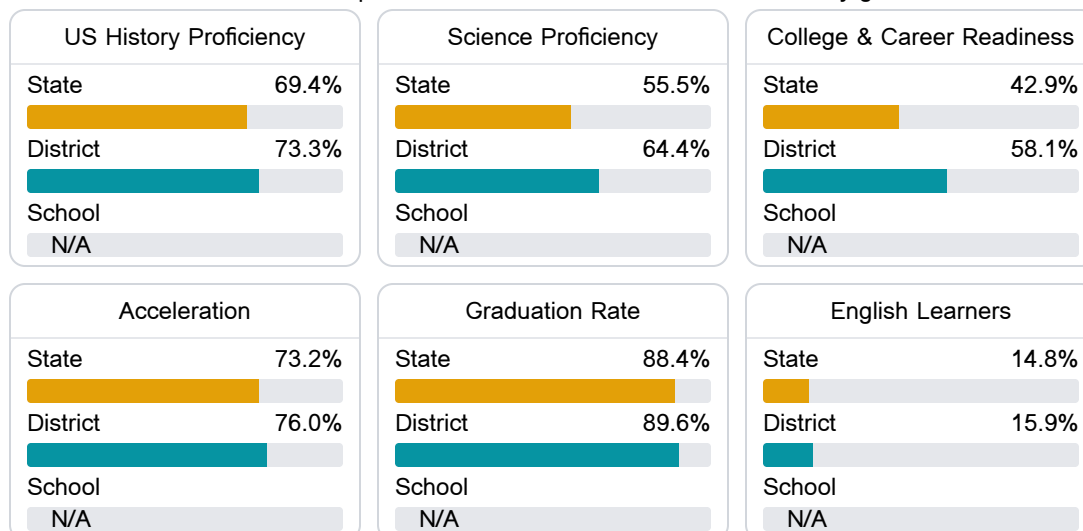 US History Proficiency
State 69.4%
District 73.3%
School
N/A
Science Proficiency
State 55.5%
District 64.4%
School
N/A
College & Career Readiness
State 42.9%
District 58.1%
School
N/A
Acceleration
State 73.2%
District 76.0%
School
N/A
Graduation Rate
State 88.4%
District 89.6%
School
N/A
English Learners
State 14.8%
District 15.9%
School
N/A